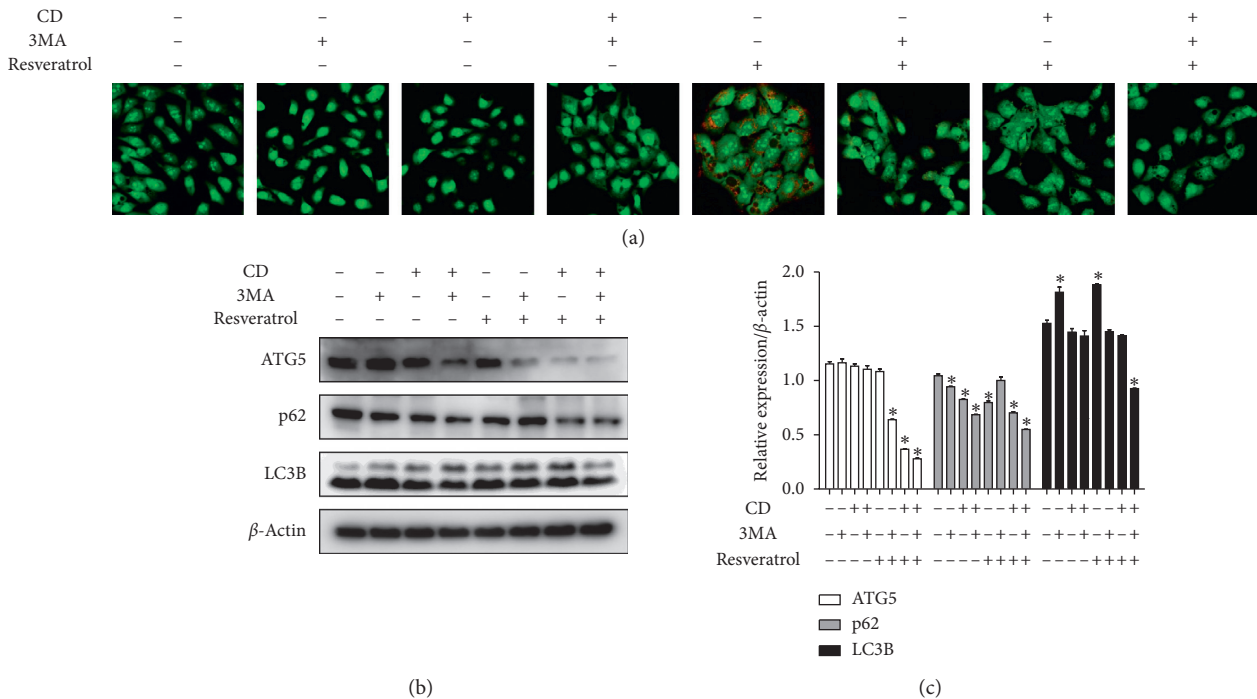 CD − − + + − − + +
3MA − + − + − + − +
Resveratrol − − − − + + + +
(a)
CD − − + + − − + +
3MA − + − + − + − +
Resveratrol − − − − + + + +
ATG5
p62
LC3B
β-Actin
(b)
Relative expression/β-actin
2.0
1.5
1.0
0.5
0.0
* * *
* * * * * *
* * *
CD − − + + − − + + − − + + − − + + − − + + − − + +
3MA − + − + − + − + − + − + − + − + − + − + − + − +
Resveratrol − − − − + + + + − − − − + + + + − − − − + + + +
ATG5
p62
LC3B
(c)